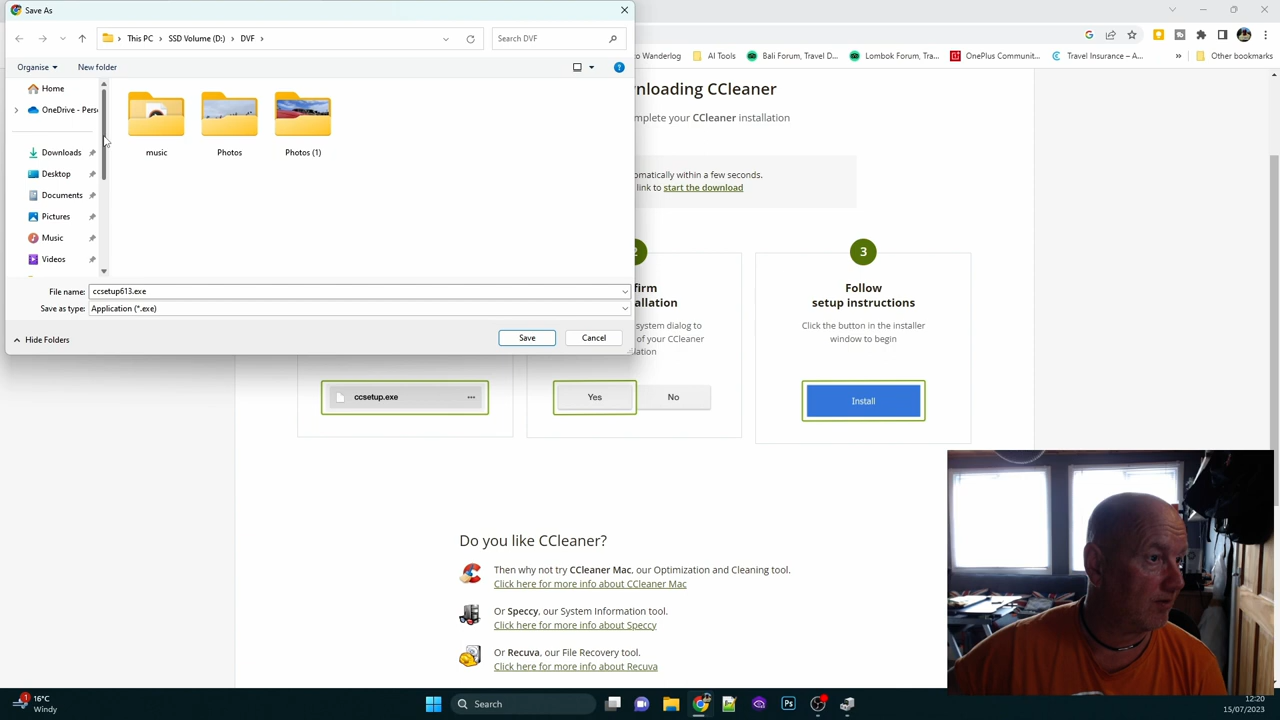 Save As
This PC
SSD Volume (D:)
DVF
Search DVF
Organise
New folder
Home
OneDrive - Pers
Downloads
Desktop
Documents
Pictures
Music
Videos
music
Photos
Photos (1)
File name:
ccsetup613.exe
Save as type:
Application (*.exe)
Hide Folders
Save
Cancel
Wanderlog
AI Tools
Bali Forum, Travel D...
Lombok Forum, Tra...
OnePlus Communit...
Travel Insurance – A...
»
Other bookmarks
wnloading CCleaner
omplete your CCleaner installation
omatically within a few seconds.
link to start the download
2
firm
allation
system dialog to
of your CCleaner
lation
3
Follow
setup instructions
Click the button in the installer
window to begin
ccsetup.exe
Yes
No
Install
Do you like CCleaner?
Then why not try CCleaner Mac, our Optimization and Cleaning tool.
Click here for more info about CCleaner Mac
Or Speccy, our System Information tool.
Click here for more info about Speccy
Or Recuva, our File Recovery tool.
Click here for more info about Recuva
1
16°C
Windy
Search
Ps
12:20
15/07/2023